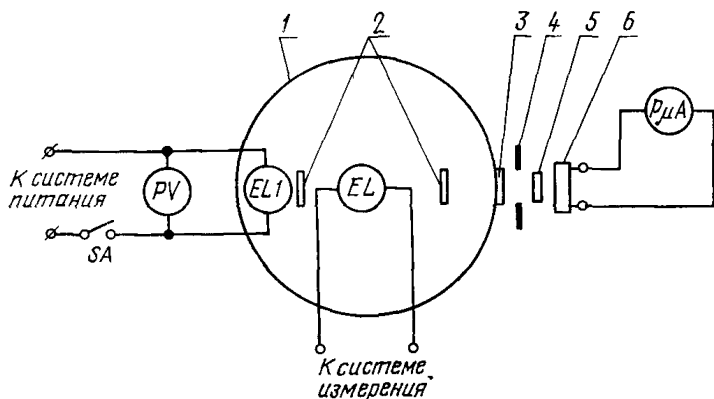 1
2
3
4
5
6
PμA
К системе
питания
PV
EL1
EL
SA
К системе
измерения